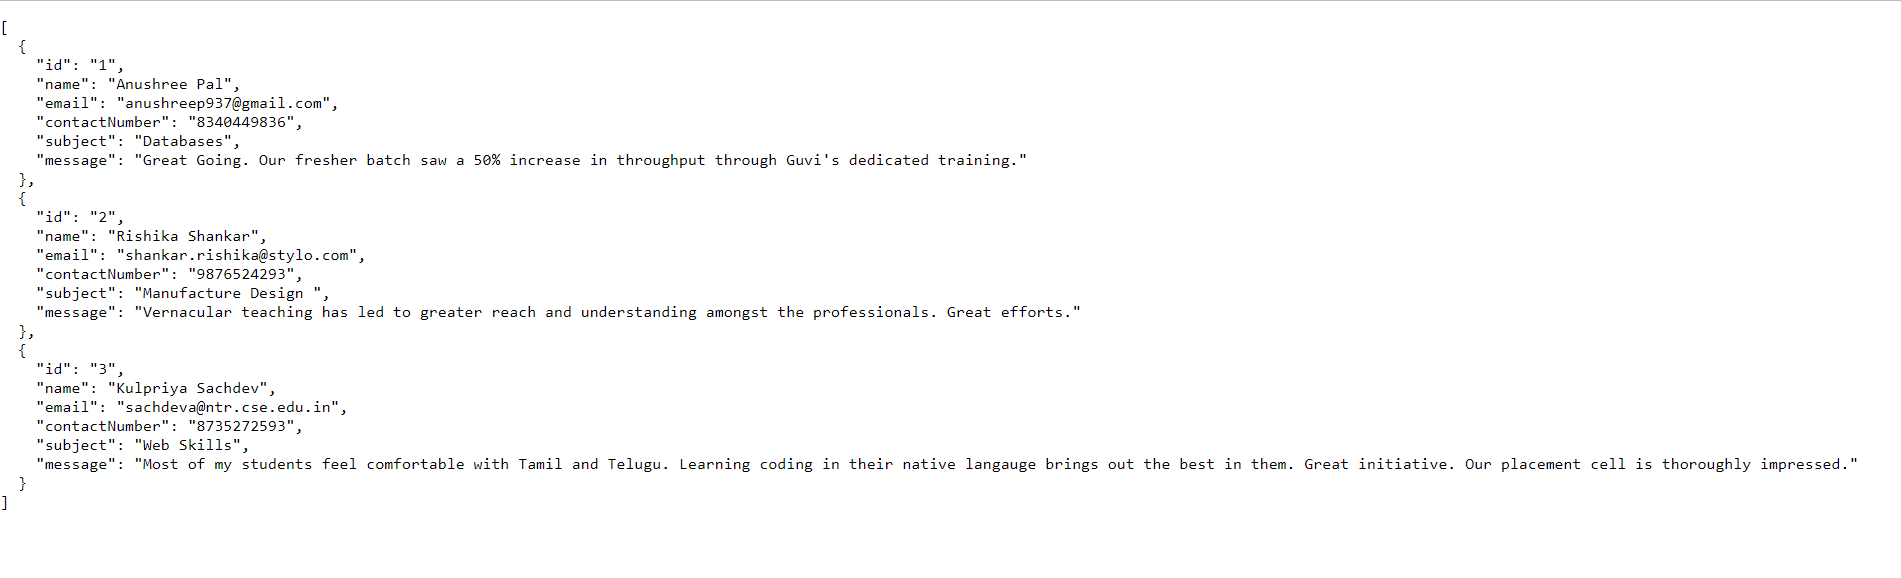 [
  {
    "id": "1",
    "name": "Anushree Pal",
    "email": "anushreep937@gmail.com",
    "contactNumber": "8340449836",
    "subject": "Databases",
    "message": "Great Going. Our fresher batch saw a 50% increase in throughput through Guvi's dedicated training."
  },
  {
    "id": "2",
    "name": "Rishika Shankar",
    "email": "shankar.rishika@stylo.com",
    "contactNumber": "9876524293",
    "subject": "Manufacture Design ",
    "message": "Vernacular teaching has led to greater reach and understanding amongst the professionals. Great efforts."
  },
  {
    "id": "3",
    "name": "Kulpriya Sachdev",
    "email": "sachdeva@ntr.cse.edu.in",
    "contactNumber": "8735272593",
    "subject": "Web Skills",
    "message": "Most of my students feel comfortable with Tamil and Telugu. Learning coding in their native langauge brings out the best in them. Great initiative. Our placement cell is thoroughly impressed."
  }
]